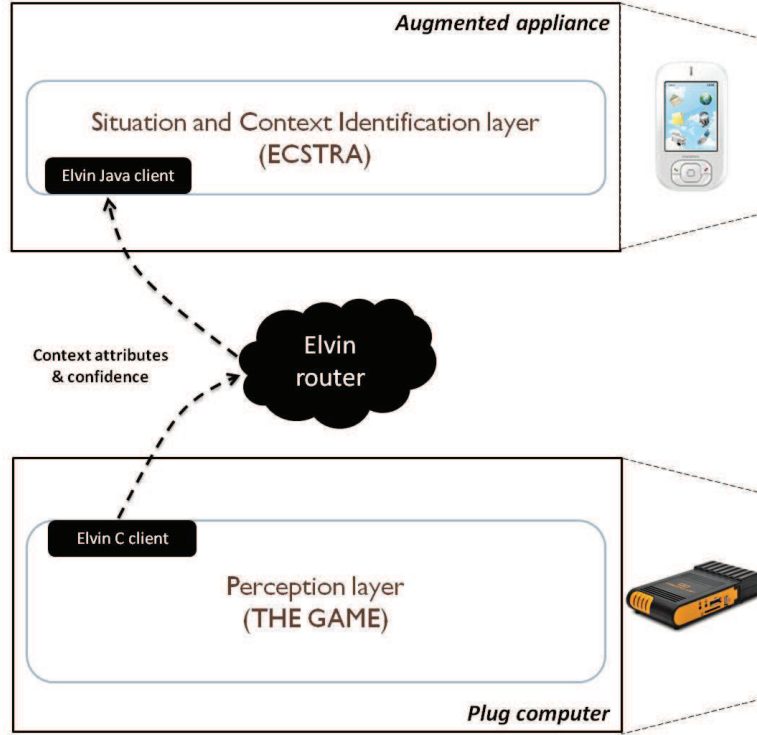 Augmented appliance
Situation and Context Identification layer
(ECSTRA)
Elvin Java client
Elvin
router
Context attributes
& confidence
Elvin C client
Perception layer
(THE GAME)
Plug computer